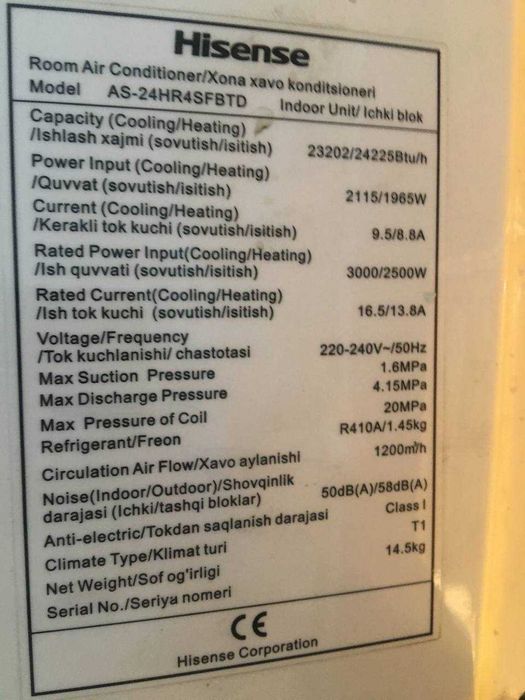 Hisense
Room Air Conditioner/Xona xavo konditsioneri
Model AS-24HR4SFBTD Indoor Unit/ Ichki blok
Capacity (Cooling/Heating)
/Ishlash xajmi (sovutish/isitish) 23202/24225Btu/h
Power Input (Cooling/Heating)
/Quvvat (sovutish/isitish) 2115/1965W
Current (Cooling/Heating)
/Kerakli tok kuchi (sovutish/isitish) 9.5/8.8A
Rated Power Input(Cooling/Heating)
/Ish quvvati (sovutish/isitish) 3000/2500W
Rated Current(Cooling/Heating)
/Ish tok kuchi (sovutish/isitish) 16.5/13.8A
Voltage/Frequency
/Tok kuchlanishi/ chastotasi 220-240V~/50Hz
Max Suction Pressure 1.6MPa
Max Discharge Pressure 4.15MPa
Max Pressure of Coil 20MPa
Refrigerant/Freon R410A/1.45kg
Circulation Air Flow/Xavo aylanishi 1200m³/h
Noise(Indoor/Outdoor)/Shovqinlik
darajasi (Ichki/tashqi bloklar) 50dB(A)/58dB(A)
Anti-electric/Tokdan saqlanish darajasi Class I
Climate Type/Klimat turi T1
Net Weight/Sof og'irligi 14.5kg
Serial No./Seriya nomeri
CE
Hisense Corporation